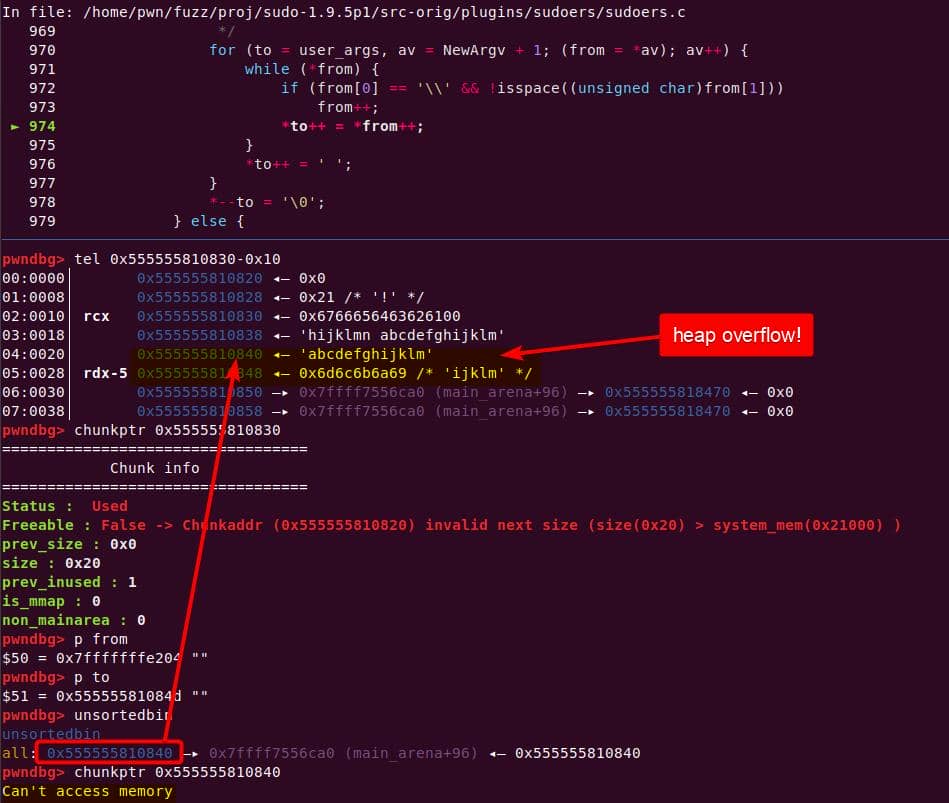 In file: /home/pwn/fuzz/proj/sudo-1.9.5p1/src-orig/plugins/sudoers/sudoers.c
969 */
970 for (to = user_args, av = NewArgv + 1; (from = *av); av++) {
971 while (*from) {
972 if (from[0] == '\\' && !isspace((unsigned char)from[1]))
973 from++;
► 974 *to++ = *from++;
975 }
976 *to++ = ' ';
977 }
978 *--to = '\0';
979 } else {
pwndbg> tel 0x555555810830-0x10
00:0000│ 0x555555810820 ◂— 0x0
01:0008│ 0x555555810828 ◂— 0x21 /* '!' */
02:0010│ rcx 0x555555810830 ◂— 0x6766656463626100
03:0018│ 0x555555810838 ◂— 'hijklmn abcdefghijklm'
04:0020│ 0x555555810840 ◂— 'abcdefghijklm'
05:0028│ rdx-5 0x555555810848 ◂— 0x6d6c6b6a69 /* 'ijklm' */
06:0030│ 0x555555810850 —▸ 0x7ffff7556ca0 (main_arena+96) —▸ 0x555555818470 ◂— 0x0
07:0038│ 0x555555810858 —▸ 0x7ffff7556ca0 (main_arena+96) —▸ 0x555555818470 ◂— 0x0
heap overflow!
pwndbg> chunkptr 0x555555810830
==================================
Chunk info
==================================
Status : Used
Freeable : False -> Chunkaddr (0x555555810820) invalid next size (size(0x20) > system_mem(0x21000) )
prev_size : 0x0
size : 0x20
prev_inused : 1
is_mmap : 0
non_mainarea : 0
pwndbg> p from
$50 = 0x7fffffffe204 ""
pwndbg> p to
$51 = 0x55555581084d ""
pwndbg> unsortedbin
unsortedbin
all: 0x555555810840 —▸ 0x7ffff7556ca0 (main_arena+96) ◂— 0x555555810840
pwndbg> chunkptr 0x555555810840
Can't access memory